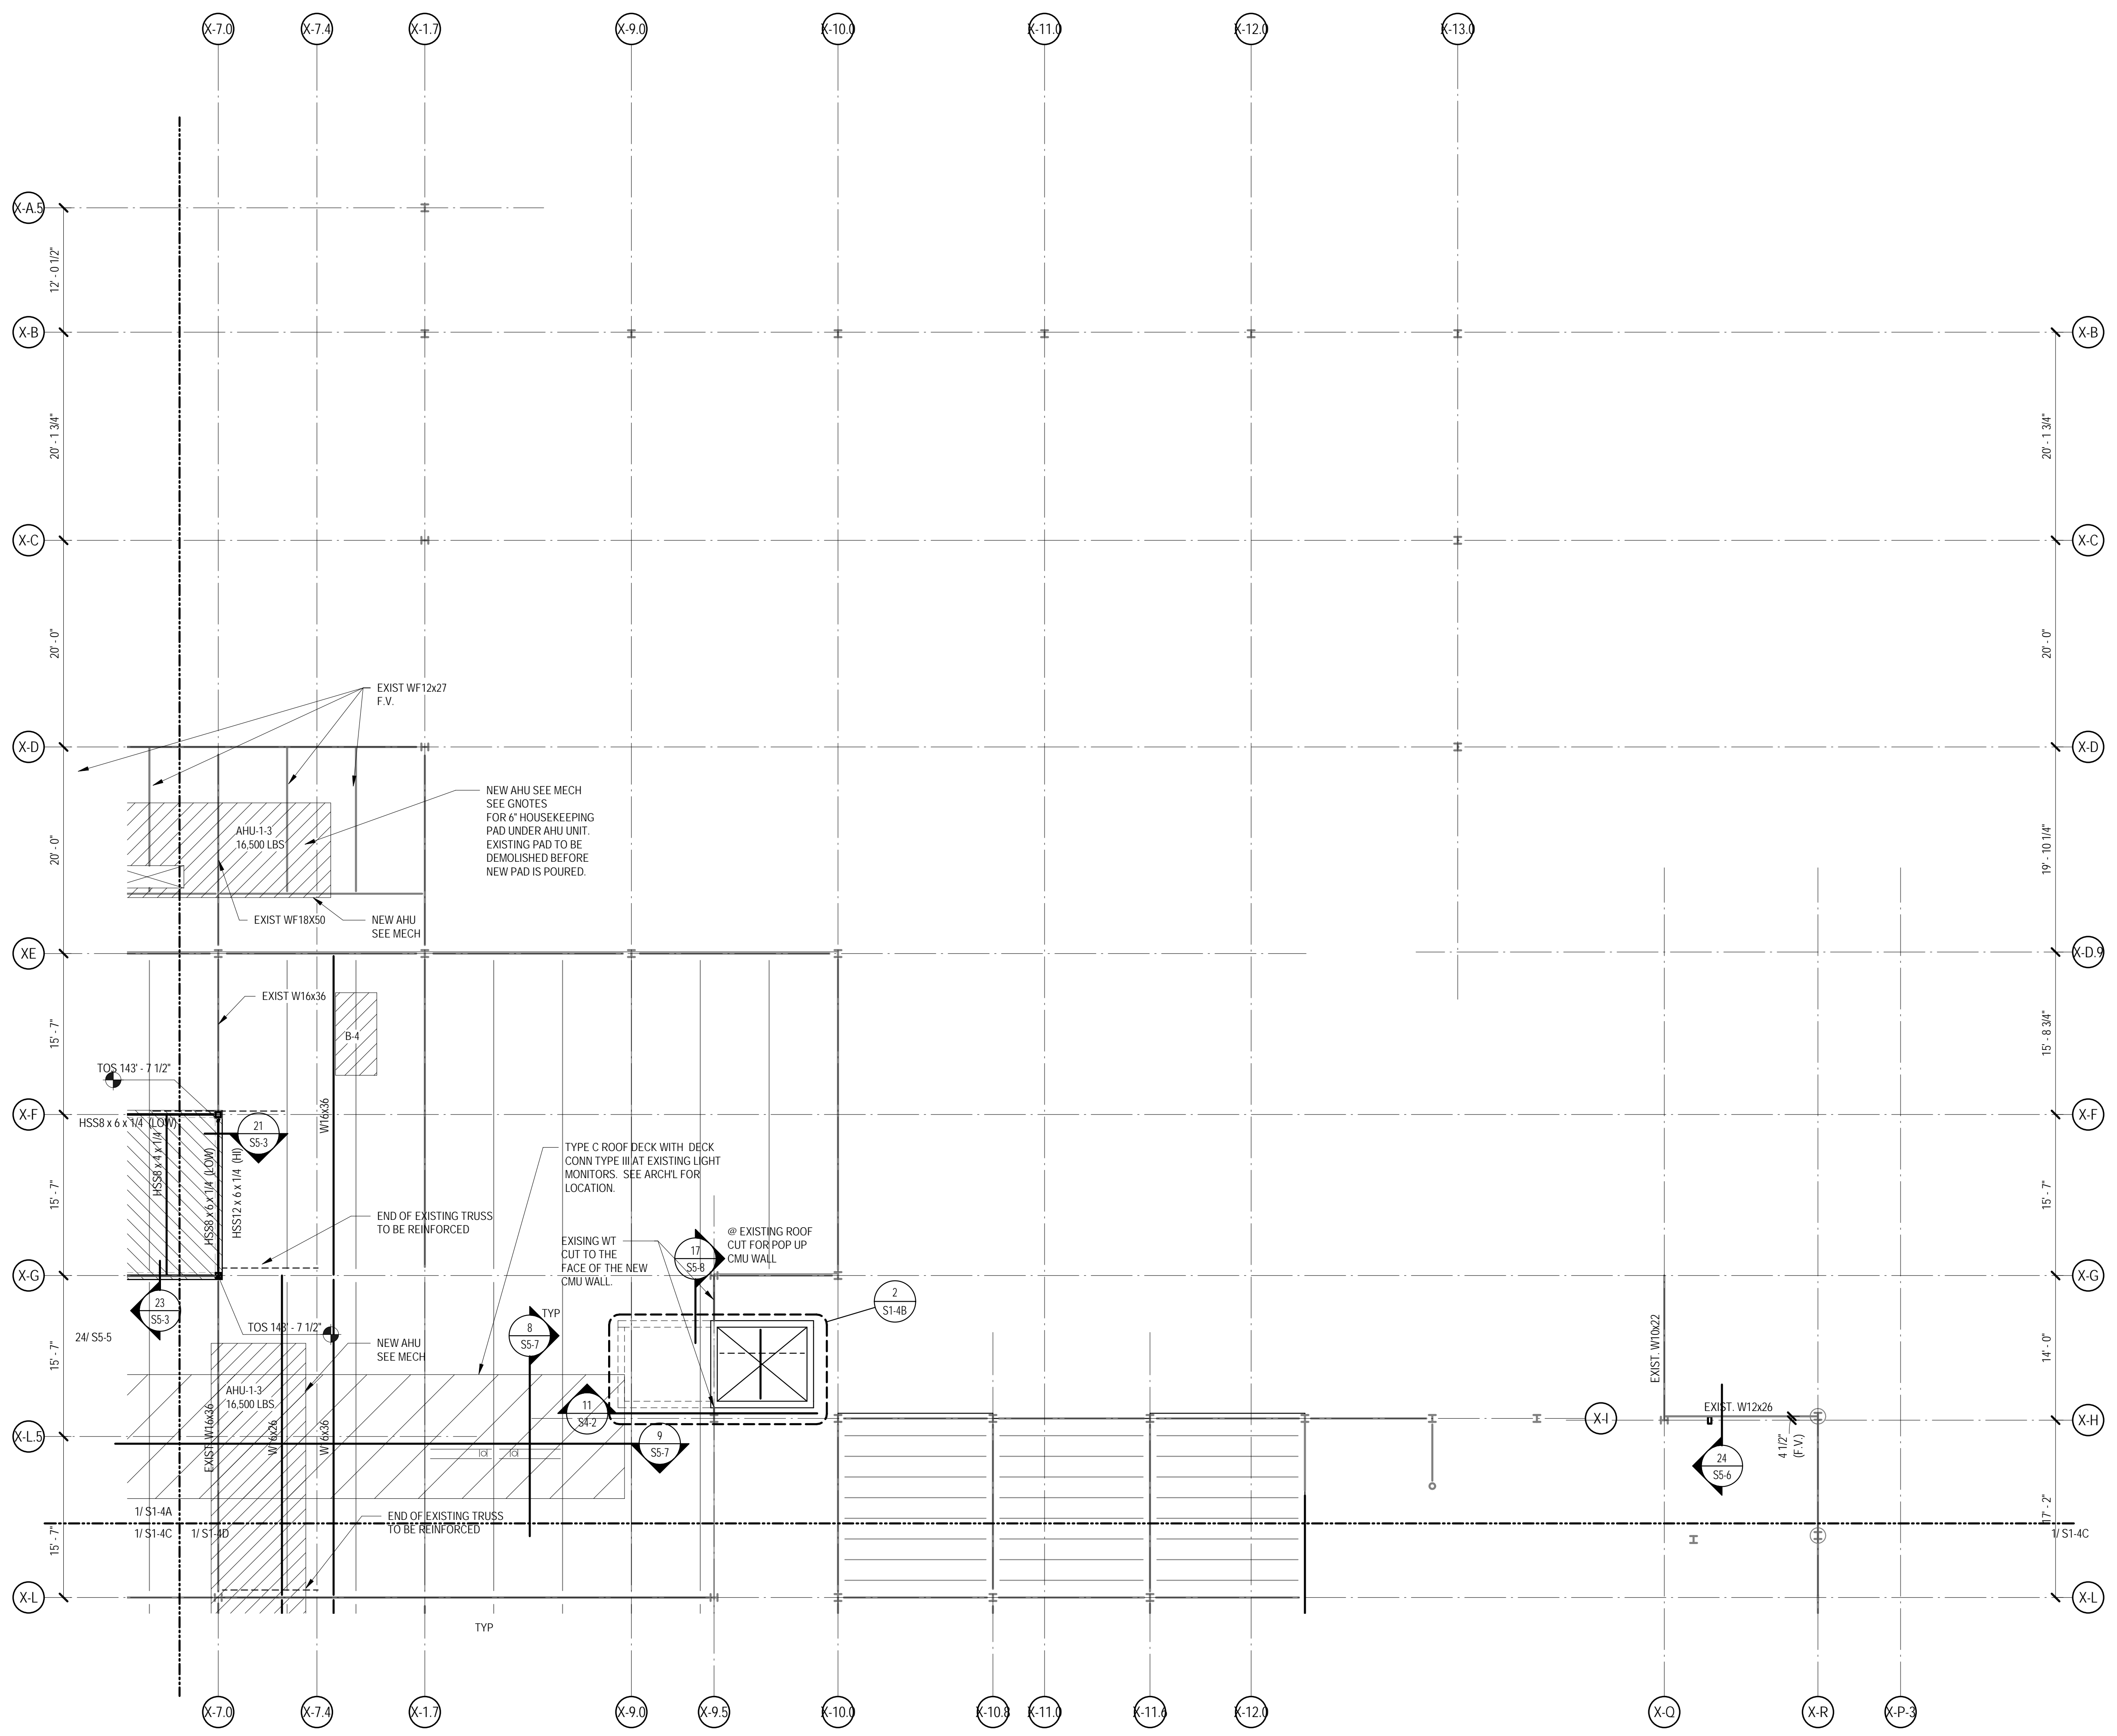 X-7.0
X-7.4
X-1.7
X-9.0
X-10.0
X-11.0
X-12.0
X-13.0
X-A.5
12' - 0 1/2"
X-B
X-B
20' - 1 3/4"
20' - 1 3/4"
X-C
X-C
20' - 0"
20' - 0"
EXIST WF12x27
F.V.
X-D
X-D
NEW AHU SEE MECH
SEE GNOTES
FOR 6" HOUSEKEEPING
PAD UNDER AHU UNIT.
EXISTING PAD TO BE
DEMOLISHED BEFORE
NEW PAD IS POURED.
AHU-1-3
16,500 LBS
20' - 0"
19' - 10 1/4"
EXIST WF18X50
NEW AHU
SEE MECH
XE
X-D.9
EXIST W16x36
B-4
15' - 7"
15' - 8 3/4"
TOS 143' - 7 1/2"
W16x36
X-F
X-F
HSS8 x 6 x 1/4 (LOW)
21
S5-3
HSS8 x 4 x 1/4
HSS8 x 6 x 1/4 (LOW)
HSS12 x 6 x 1/4 (HI)
TYPE C ROOF DECK WITH DECK
CONN TYPE III AT EXISTING LIGHT
MONITORS. SEE ARCH'L FOR
LOCATION.
15' - 7"
15' - 7"
END OF EXISTING TRUSS
TO BE REINFORCED
EXISING WT
CUT TO THE
FACE OF THE NEW
CMU WALL.
17
S5-8
@ EXISTING ROOF
CUT FOR POP UP
CMU WALL
X-G
X-G
23
S5-3
2
S1-4B
24/ S5-5
TOS 143' - 7 1/2"
TYP
8
S5-7
NEW AHU
SEE MECH
15' - 7"
14' - 0"
EXIST. W10x22
AHU-1-3
16,500 LBS
11
S4-2
EXIST. W12x26
X-I
X-H
X-L.5
EXIST. W16x36
W16x26
W16x36
9
S5-7
4 1/2"
(F.V.)
24
S5-6
1/ S1-4A
1/ S1-4C
1/ S1-4D
END OF EXISTING TRUSS
TO BE REINFORCED
15' - 7"
17' - 2"
1/ S1-4C
X-L
X-L
TYP
X-7.0
X-7.4
X-1.7
X-9.0
X-9.5
X-10.0
X-10.8
X-11.0
X-11.6
X-12.0
X-Q
X-R
X-P-3